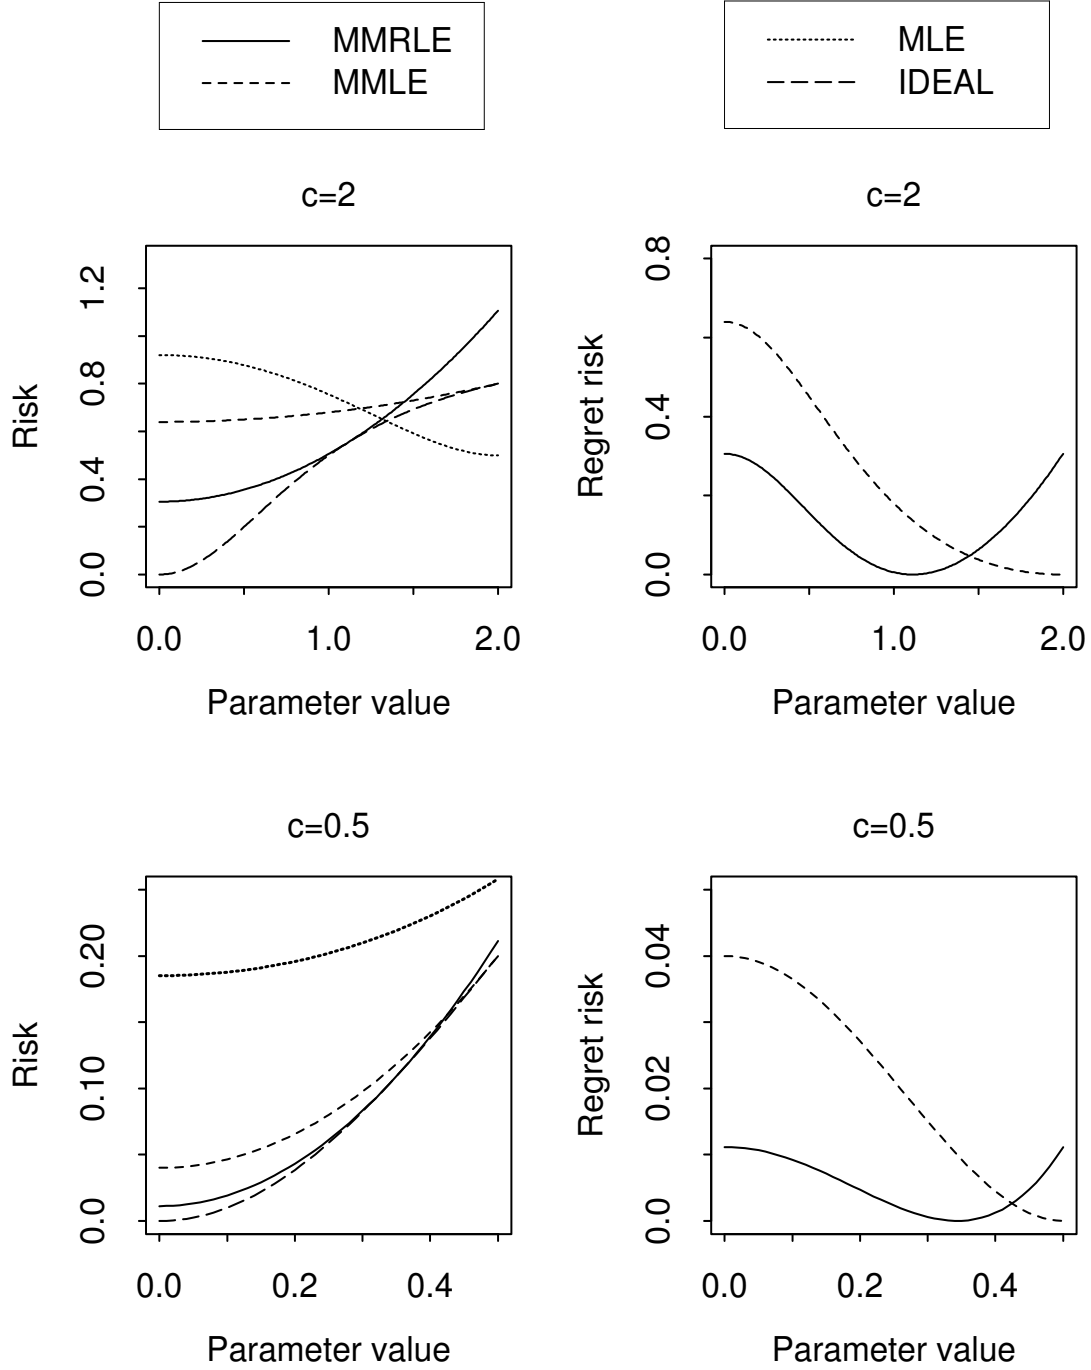 MMRLE
MMLE
MLE
IDEAL
c=2
Risk
0.0 0.4 0.8 1.2
0.0 1.0 2.0
Parameter value
c=2
Regret risk
0.0 0.4 0.8
0.0 1.0 2.0
Parameter value
c=0.5
Risk
0.0 0.10 0.20
0.0 0.2 0.4
Parameter value
c=0.5
Regret risk
0.0 0.02 0.04
0.0 0.2 0.4
Parameter value